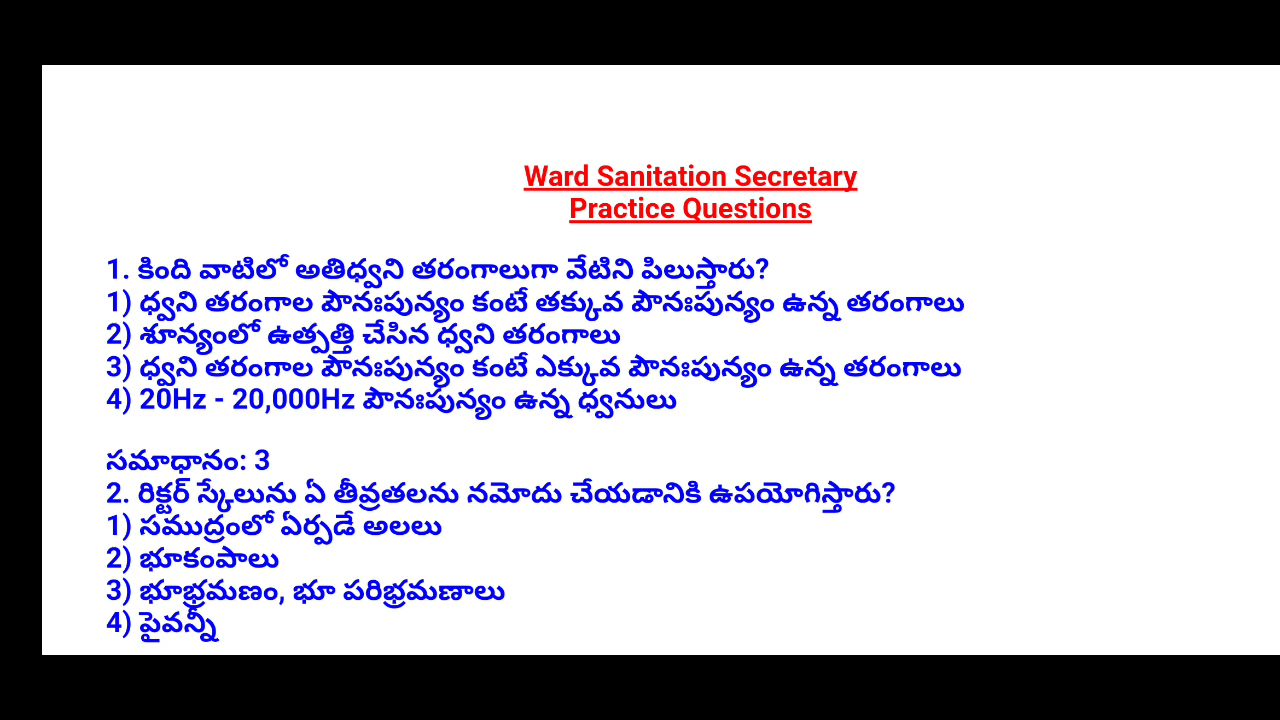 Ward Sanitation Secretary
Practice Questions
1. కింది వాటిలో అతిధ్వని తరంగాలుగా వేటిని పిలుస్తారు?
1) ధ్వని తరంగాల పౌనఃపున్యం కంటే తక్కువ పౌనఃపున్యం ఉన్న తరంగాలు
2) శూన్యంలో ఉత్పత్తి చేసిన ధ్వని తరంగాలు
3) ధ్వని తరంగాల పౌనఃపున్యం కంటే ఎక్కువ పౌనఃపున్యం ఉన్న తరంగాలు
4) 20Hz - 20,000Hz పౌనఃపున్యం ఉన్న ధ్వనులు
సమాధానం: 3
2. రిక్టర్ స్కేలును ఏ తీవ్రతలను నమోదు చేయడానికి ఉపయోగిస్తారు?
1) సముద్రంలో ఏర్పడే అలలు
2) భూకంపాలు
3) భూభ్రమణం, భూ పరిభ్రమణాలు
4) పైవన్నీ